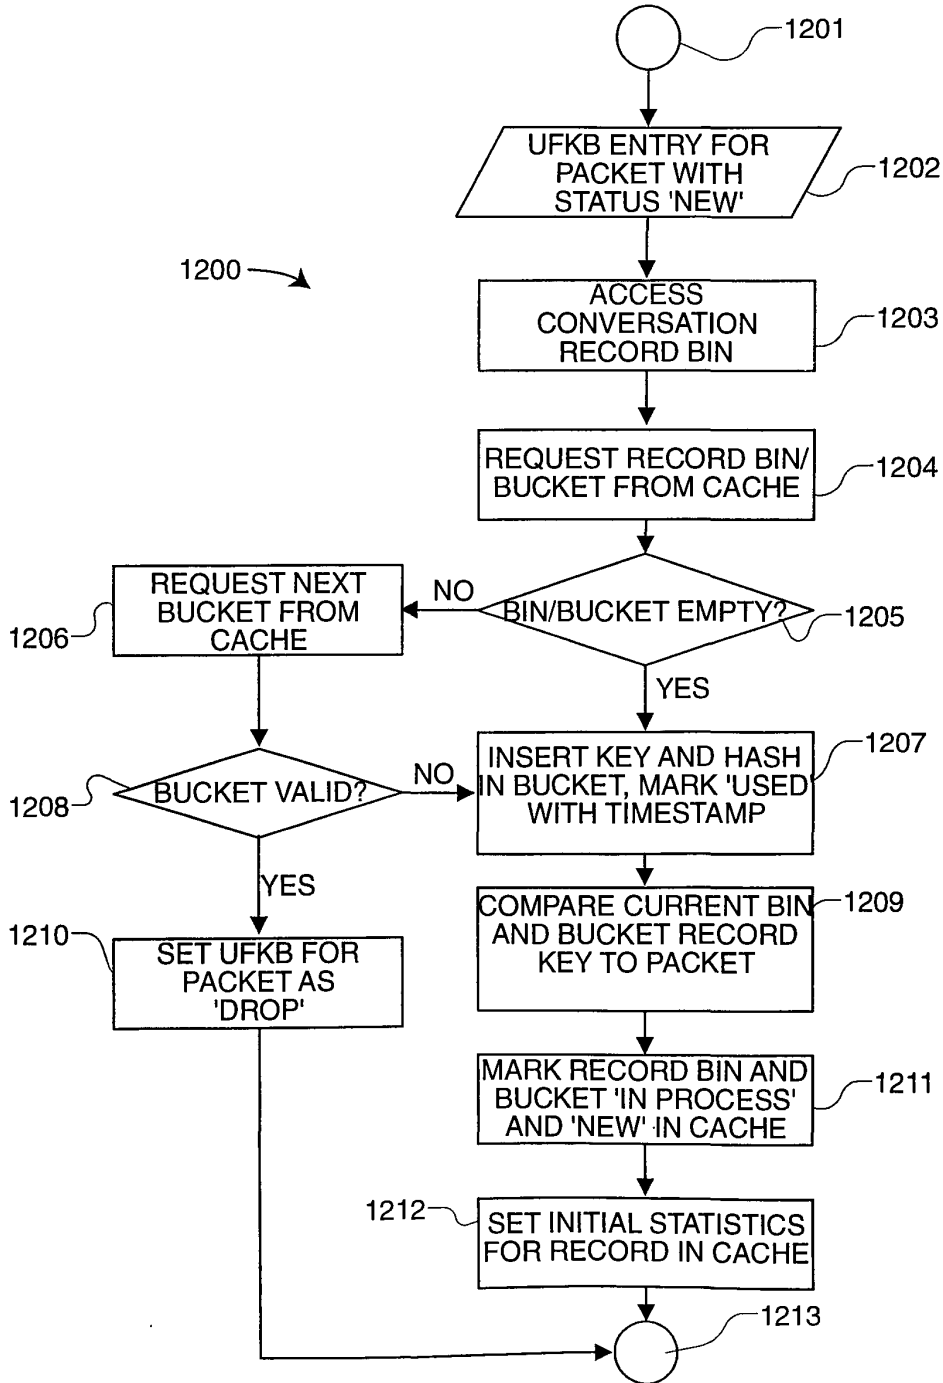 1201
UFKB ENTRY FOR
PACKET WITH
STATUS 'NEW'
1202
1200
ACCESS
CONVERSATION
RECORD BIN
1203
REQUEST RECORD BIN/
BUCKET FROM CACHE
1204
REQUEST NEXT
BUCKET FROM
CACHE
1206
NO
BIN/BUCKET EMPTY?
1205
YES
INSERT KEY AND HASH
IN BUCKET, MARK 'USED'
WITH TIMESTAMP
1207
BUCKET VALID?
1208
NO
YES
COMPARE CURRENT BIN
AND BUCKET RECORD
KEY TO PACKET
1209
1210
SET UFKB FOR
PACKET AS
'DROP'
MARK RECORD BIN AND
BUCKET 'IN PROCESS'
AND 'NEW' IN CACHE
1211
1212
SET INITIAL STATISTICS
FOR RECORD IN CACHE
1213